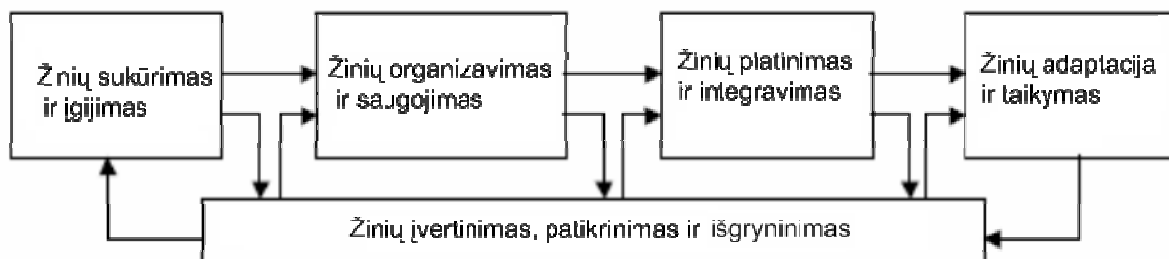 Žnių sukūrimas
ir įgijimas
Žinių organizavimas
ir saugojimas
Žinių platinimas
ir integravimas
Žinių adaptacija
ir taikymas
Žinių įvertinimas, patikrinimas ir išgryninimas